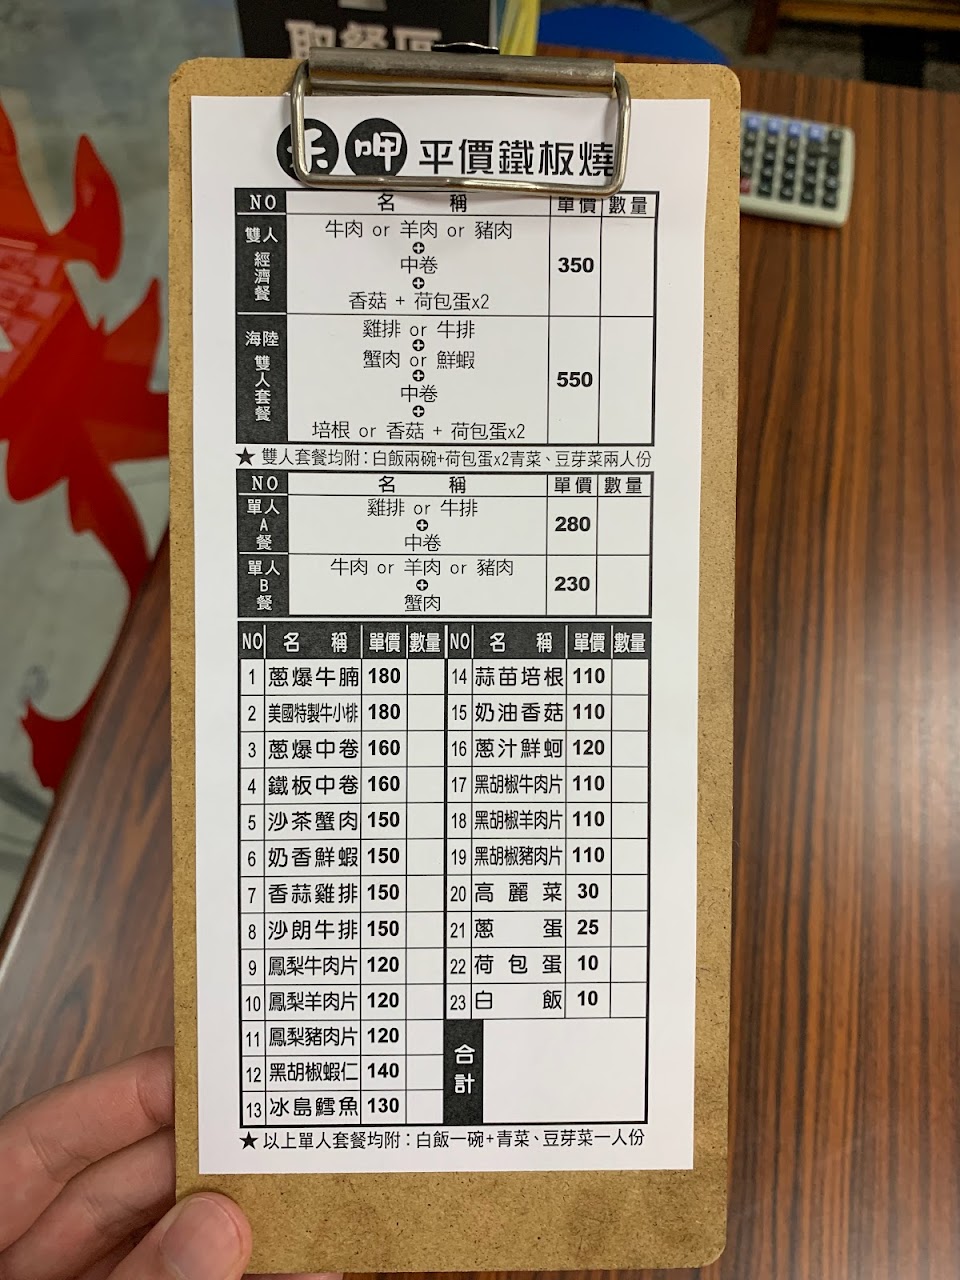 取餐區
呷 平價鐵板燒
NO 名稱 單價 數量
雙人經濟餐 牛肉 or 羊肉 or 豬肉 350
+
中卷
+
香菇 + 荷包蛋x2
海陸雙人套餐 雞排 or 牛排 550
+
蟹肉 or 鮮蝦
+
中卷
+
培根 or 香菇 + 荷包蛋x2
★ 雙人套餐均附：白飯兩碗+荷包蛋x2青菜、豆芽菜兩人份
NO 名稱 單價 數量
單人A餐 雞排 or 牛排 280
+
中卷
單人B餐 牛肉 or 羊肉 or 豬肉 230
+
蟹肉
NO 名稱 單價 數量 NO 名稱 單價 數量
1 蔥爆牛腩 180 14 蒜苗培根 110
2 美國特製牛小排 180 15 奶油香菇 110
3 蔥爆中卷 160 16 蔥汁鮮蚵 120
4 鐵板中卷 160 17 黑胡椒牛肉片 110
5 沙茶蟹肉 150 18 黑胡椒羊肉片 110
6 奶香鮮蝦 150 19 黑胡椒豬肉片 110
7 香蒜雞排 150 20 高麗菜 30
8 沙朗牛排 150 21 蔥蛋 25
9 鳳梨牛肉片 120 22 荷包蛋 10
10 鳳梨羊肉片 120 23 白飯 10
11 鳳梨豬肉片 120 合計
12 黑胡椒蝦仁 140
13 冰島鱈魚 130
★ 以上單人套餐均附：白飯一碗+青菜、豆芽菜一人份